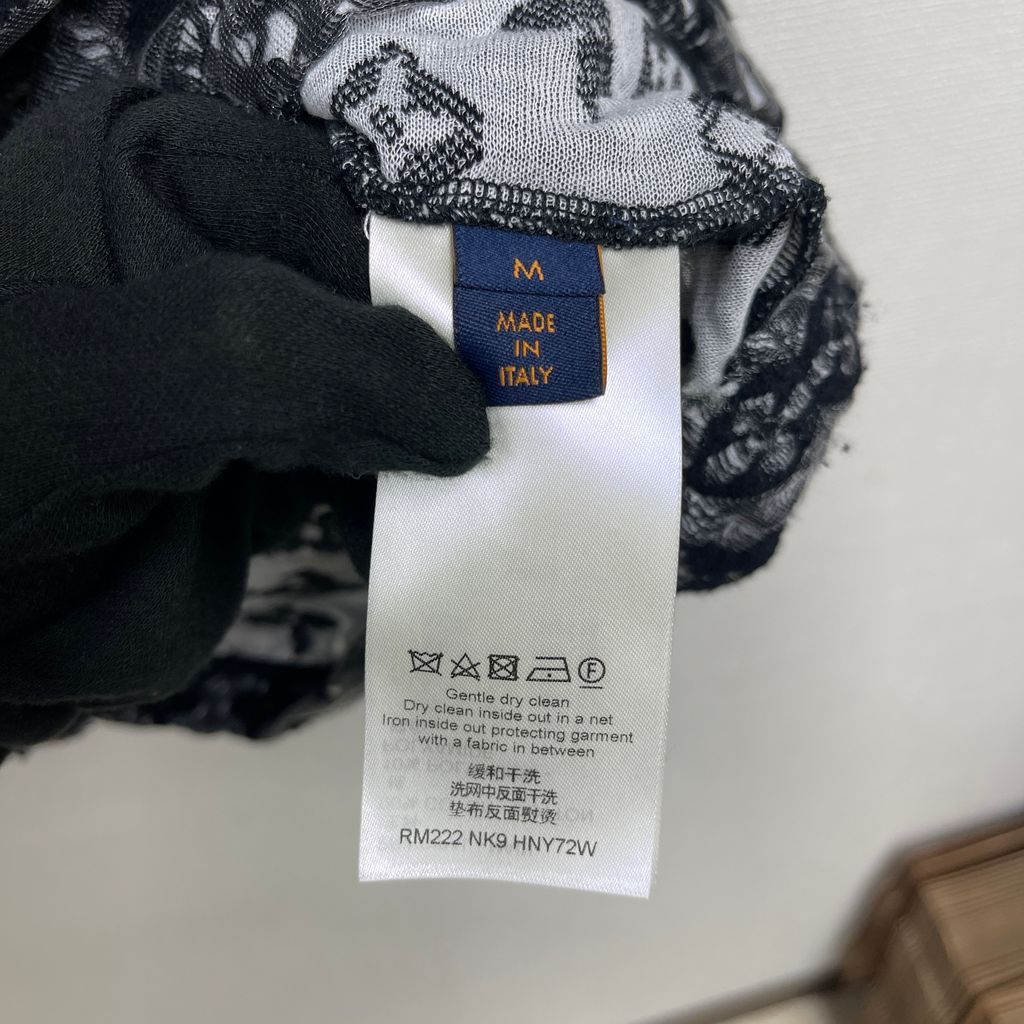 M
MADE
IN
ITALY
F
Gentle dry clean
Dry clean inside out in a net
Iron inside out protecting garment
with a fabric in between
缓和干洗
洗网中反面干洗
垫布反面熨烫
RM222 NK9 HNY72W